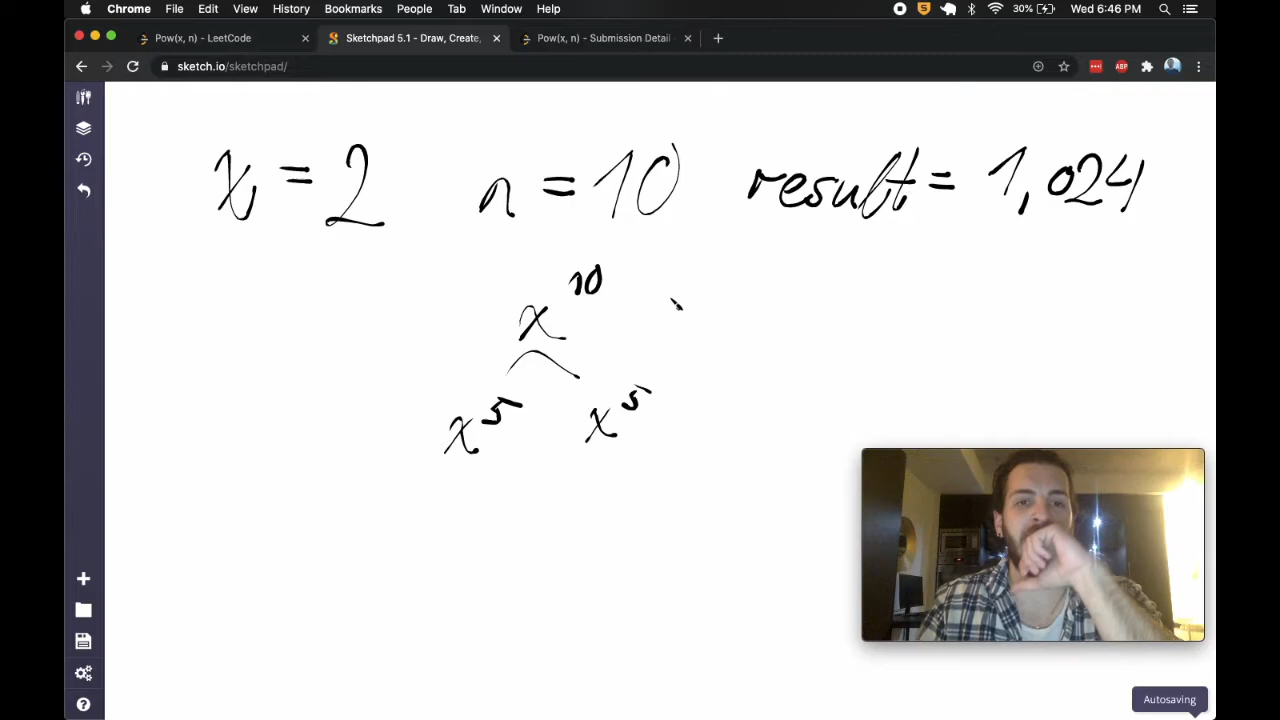 Chrome File Edit View History Bookmarks People Tab Window Help 30% Wed 6:46 PM
Pow(x, n) - LeetCode Sketchpad 5.1 - Draw, Create, Pow(x, n) - Submission Detail
sketch.io/sketchpad/ ABP
x = 2 n = 10 result = 1,024
x^10
x^5 x^5
Autosaving